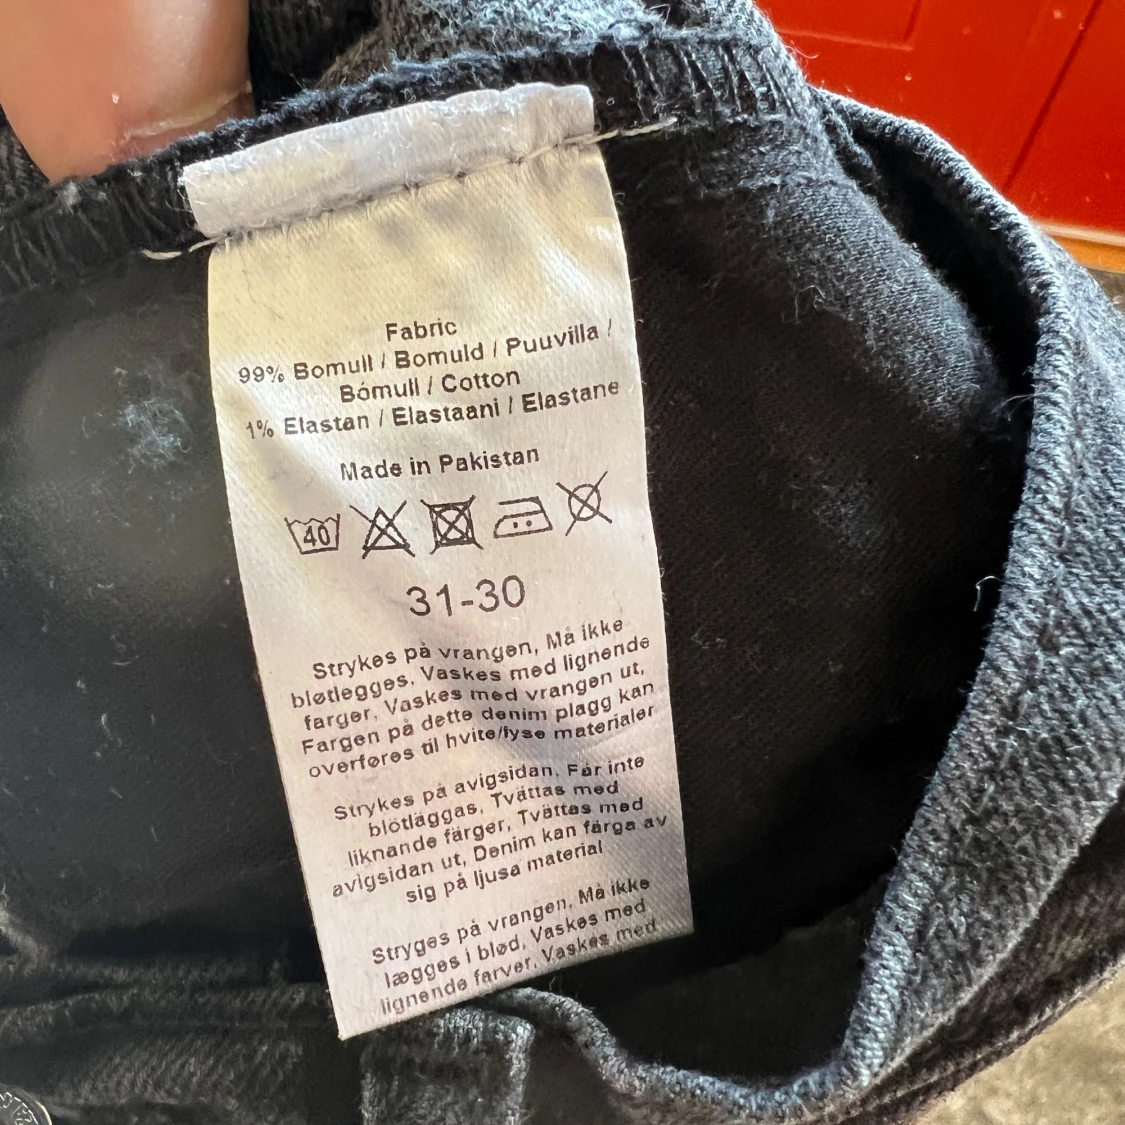 Fabric
99% Bomull / Bomuld / Puuvilla /
Bómull / Cotton
1% Elastan / Elastaani / Elastane
Made in Pakistan
40
31-30
Strykes på vrangen, Må ikke
bløtlegges, Vaskes med lignende
farger, Vaskes med vrangen ut,
Fargen på dette denim plagg kan
overføres til hvite/lyse materialer
Strykes på avigsidan, Får inte
blötläggas, Tvättas med
liknande färger, Tvättas med
avigsidan ut, Denim kan färga av
sig på ljusa material
Stryges på vrangen, Må ikke
lægges i blød, Vaskes med
lignende farver, Vaskes med